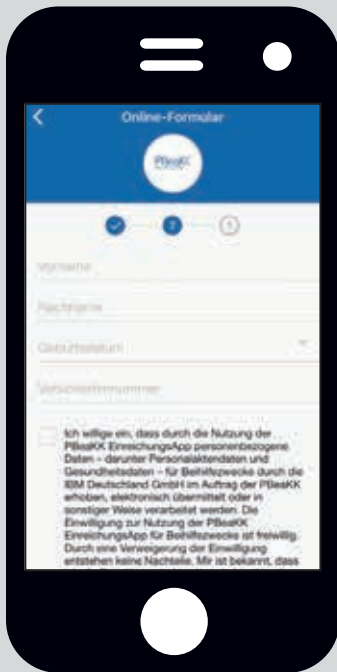 Online-Formular
PBeaKK
2
3
Vorname
Nachname
Geburtsdatum
Versichertennummer
Ich willige ein, dass durch die Nutzung der
PBeaKK EinreichungsApp personenbezogene
Daten – darunter Personalaktendaten und
Gesundheitsdaten – für Beihilfezwecke durch die
IBM Deutschland GmbH im Auftrag der PBeaKK
erhoben, elektronisch übermittelt oder in
sonstiger Weise verarbeitet werden. Die
Einwilligung zur Nutzung der PBeaKK
EinreichungsApp für Beihilfezwecke ist freiwillig.
Durch eine Verweigerung der Einwilligung
entstehen keine Nachteile. Mir ist bekannt, dass